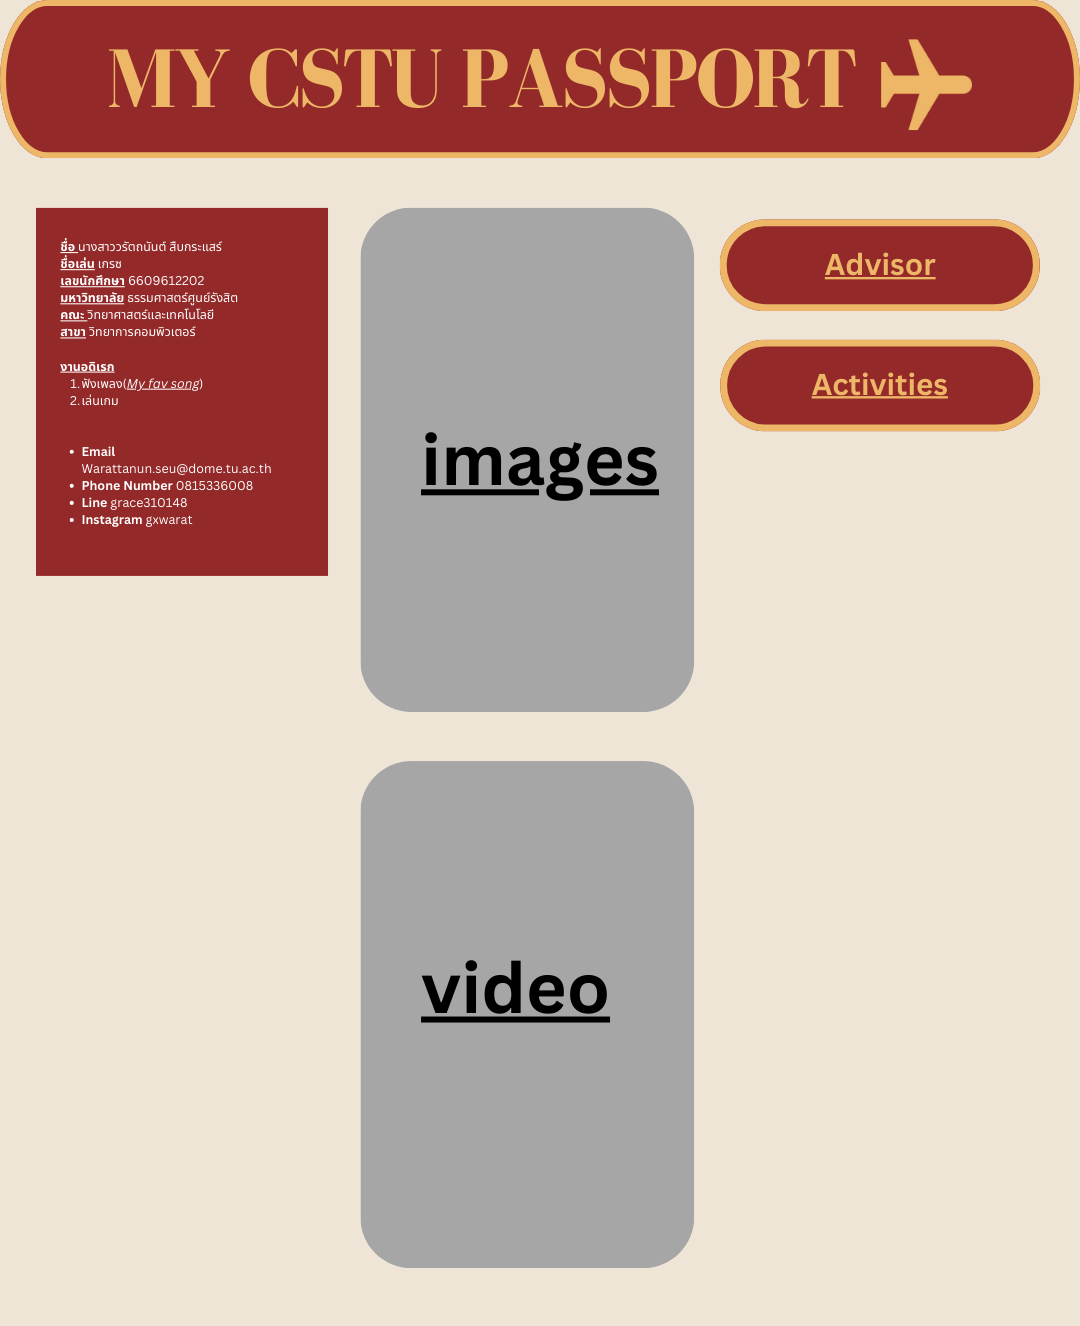 MY CSTU PASSPORT
ชื่อ นางสาววรัตถนันต์ สืบกระแสร์
ชื่อเล่น เกรซ
เลขนักศึกษา 6609612202
มหาวิทยาลัย ธรรมศาสตร์ศูนย์รังสิต
คณะ วิทยาศาสตร์และเทคโนโลยี
สาขา วิทยาการคอมพิวเตอร์
งานอดิเรก
1. ฟังเพลง(My fav song)
2. เล่นเกม
• Email
Warattanun.seu@dome.tu.ac.th
• Phone Number 0815336008
• Line grace310148
• Instagram gxwarat
images
video
Advisor
Activities